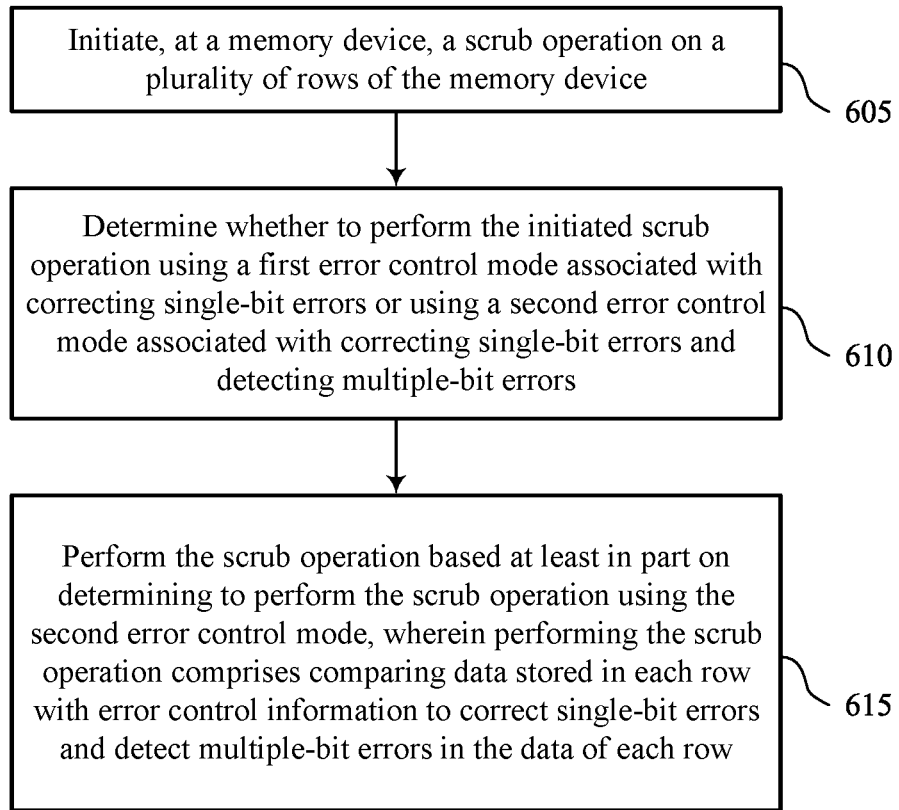 Initiate, at a memory device, a scrub operation on a
plurality of rows of the memory device
605
Determine whether to perform the initiated scrub
operation using a first error control mode associated with
correcting single-bit errors or using a second error control
mode associated with correcting single-bit errors and
detecting multiple-bit errors
610
Perform the scrub operation based at least in part on
determining to perform the scrub operation using the
second error control mode, wherein performing the scrub
operation comprises comparing data stored in each row
with error control information to correct single-bit errors
and detect multiple-bit errors in the data of each row
615